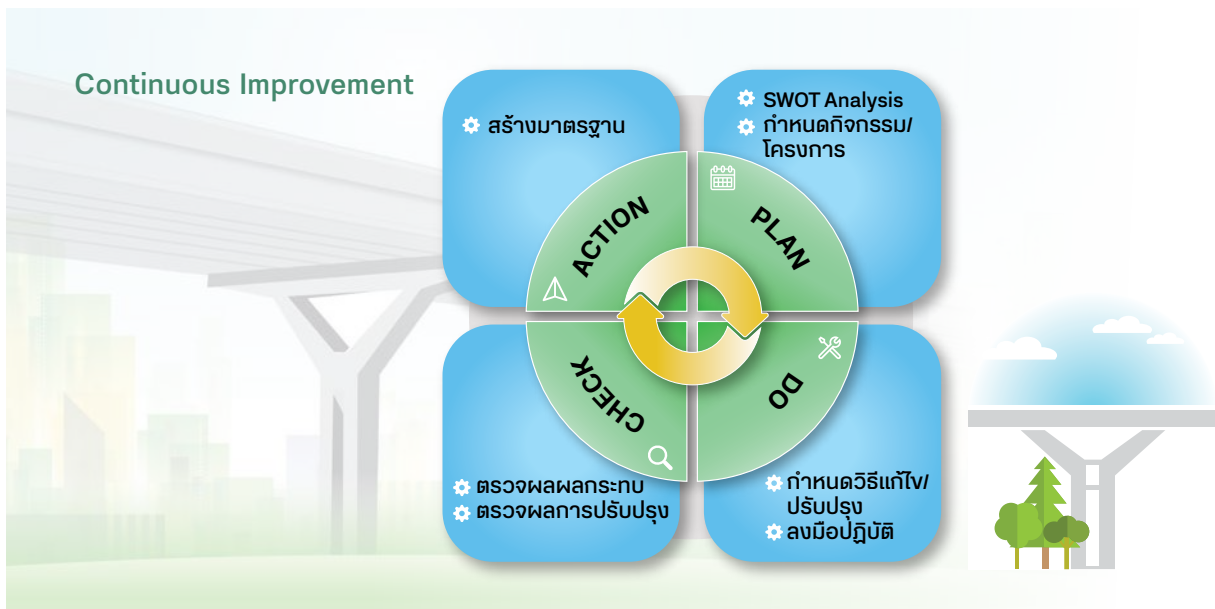 Continuous Improvement
สร้างมาตรฐาน
SWOT Analysis
กำหนดกิจกรรม/
โครงการ
ACTION
PLAN
CHECK
DO
ตรวจผลผลกระทบ
ตรวจผลการปรับปรุง
กำหนดวิธีแก้ไข/
ปรับปรุง
ลงมือปฏิบัติ